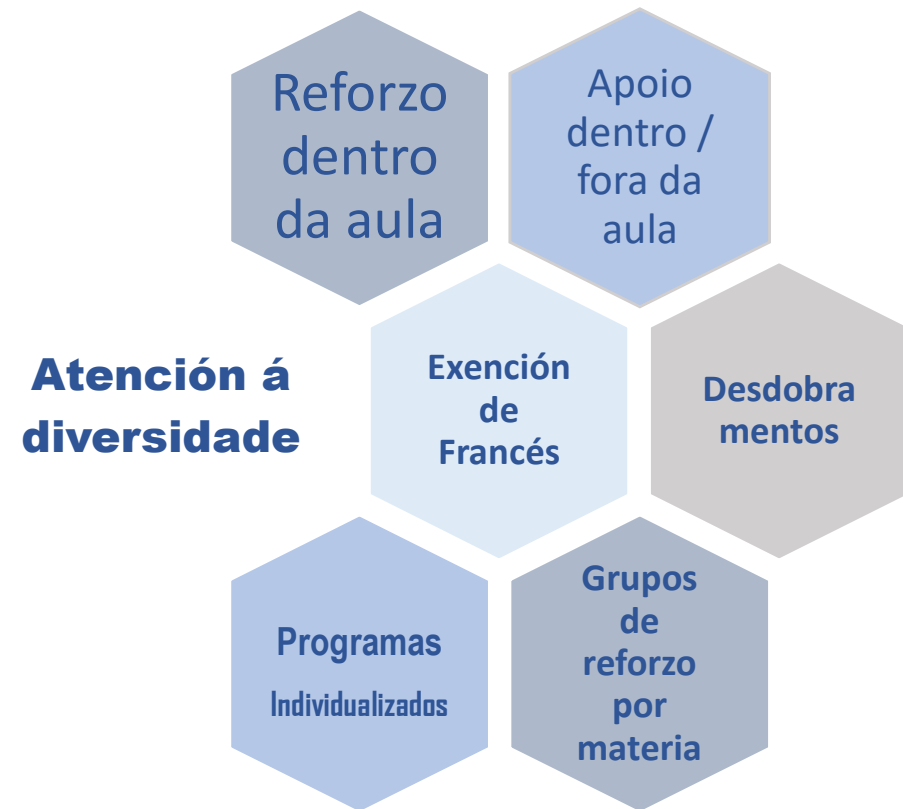 Reforzo
dentro
da aula
Apoio
dentro /
fora da
aula
Atención á
diversidade
Exención
de
Francés
Desdobra
mentos
Programas
Individualizados
Grupos
de
reforzo
por
materia